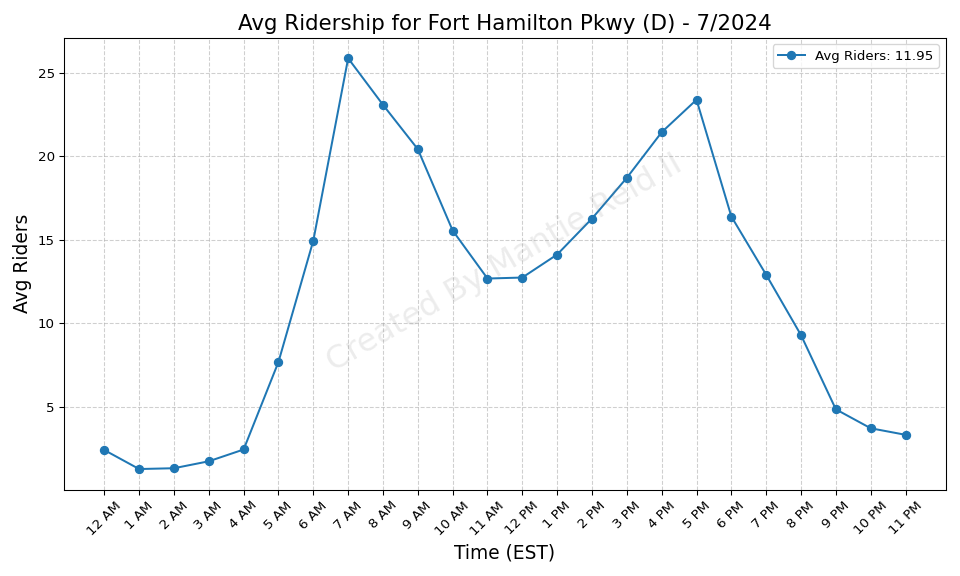 Avg Ridership for Fort Hamilton Pkwy (D) - 7/2024
Avg Riders: 11.95
25
20
15
10
5
Avg Riders
Created By Mantle Reid II
12 AM
1 AM
2 AM
3 AM
4 AM
5 AM
6 AM
7 AM
8 AM
9 AM
10 AM
11 AM
12 PM
1 PM
2 PM
3 PM
4 PM
5 PM
6 PM
7 PM
8 PM
9 PM
10 PM
11 PM
Time (EST)